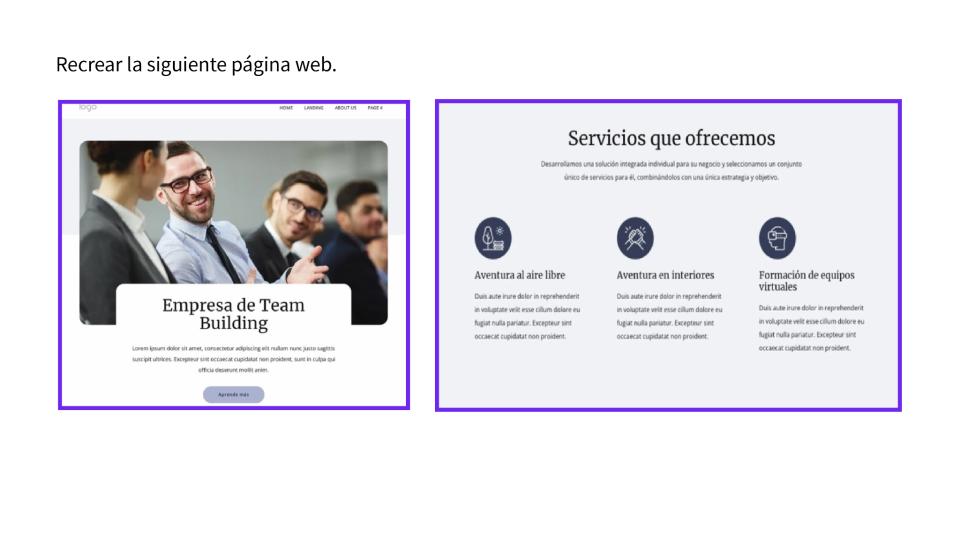 Recrear la siguiente página web.
logo
HOME LANDING ABOUT US PAGE 4
Empresa de Team
Building
Lorem ipsum dolor sit amet, consectetur adipiscing elit nullam nunc justo sagittis
suscipit ultrices. Excepteur sint occaecat cupidatat non proident, sunt in culpa qui
officia deserunt mollit anim.
Aprende más
Servicios que ofrecemos
Desarrollamos una solución integrada individual para su negocio y seleccionamos un conjunto
único de servicios para él, combinándolos con una única estrategia y objetivo.
Aventura al aire libre
Duis aute irure dolor in reprehenderit
in voluptate velit esse cillum dolore eu
fugiat nulla pariatur. Excepteur sint
occaecat cupidatat non proident.
Aventura en interiores
Duis aute irure dolor in reprehenderit
in voluptate velit esse cillum dolore eu
fugiat nulla pariatur. Excepteur sint
occaecat cupidatat non proident.
Formación de equipos
virtuales
Duis aute irure dolor in reprehenderit
in voluptate velit esse cillum dolore eu
fugiat nulla pariatur. Excepteur sint
occaecat cupidatat non proident.